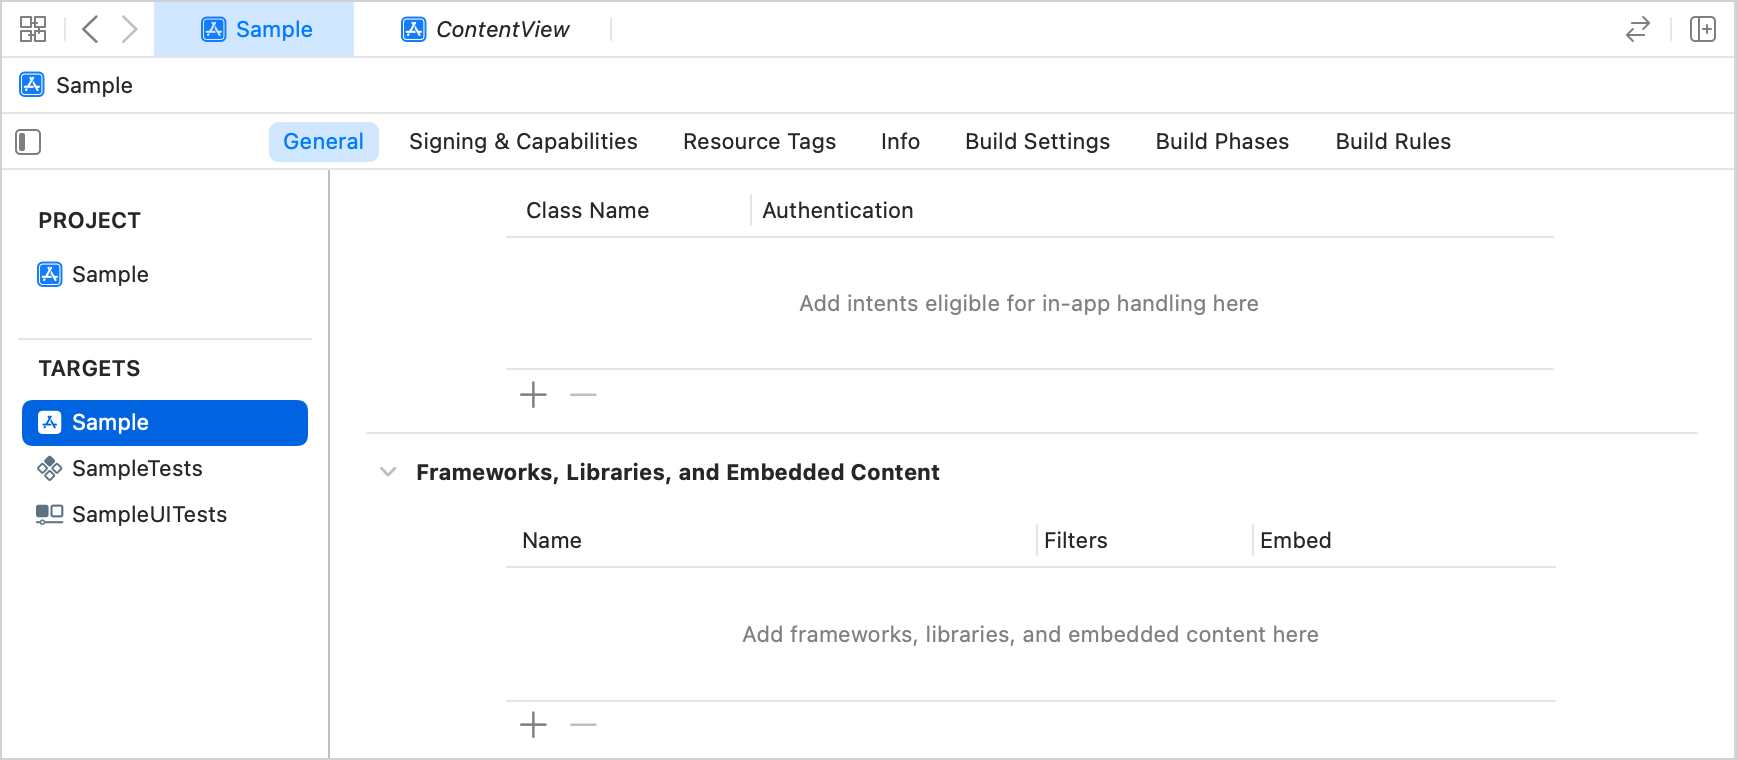 Sample ContentView
Sample
General Signing & Capabilities Resource Tags Info Build Settings Build Phases Build Rules
PROJECT
Sample
TARGETS
Sample
SampleTests
SampleUITests
Class Name Authentication
Add intents eligible for in-app handling here
Frameworks, Libraries, and Embedded Content
Name Filters Embed
Add frameworks, libraries, and embedded content here